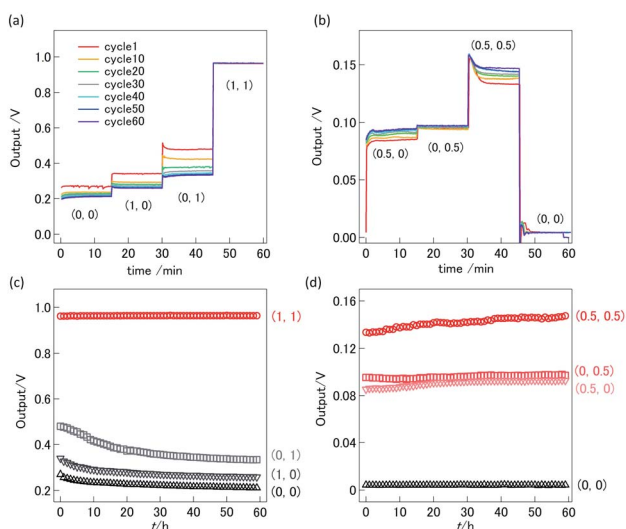 (a)
cycle1
cycle10
cycle20
cycle30
cycle40
cycle50
cycle60
(1, 1)
(0, 0)
(1, 0)
(0, 1)
Output /V
1.0
0.8
0.6
0.4
0.2
0.0
0 10 20 30 40 50 60
time /min
(b)
(0.5, 0.5)
(0.5, 0)
(0, 0.5)
(0, 0)
Output /V
0.15
0.10
0.05
0.00
0 10 20 30 40 50 60
time /min
(c)
(1, 1)
(0, 1)
(1, 0)
(0, 0)
Output/V
1.0
0.8
0.6
0.4
0.2
0 10 20 30 40 50 60
t/h
(d)
(0.5, 0.5)
(0, 0.5)
(0.5, 0)
(0, 0)
Output/V
0.16
0.12
0.08
0.04
0
0 10 20 30 40 50 60
t/h